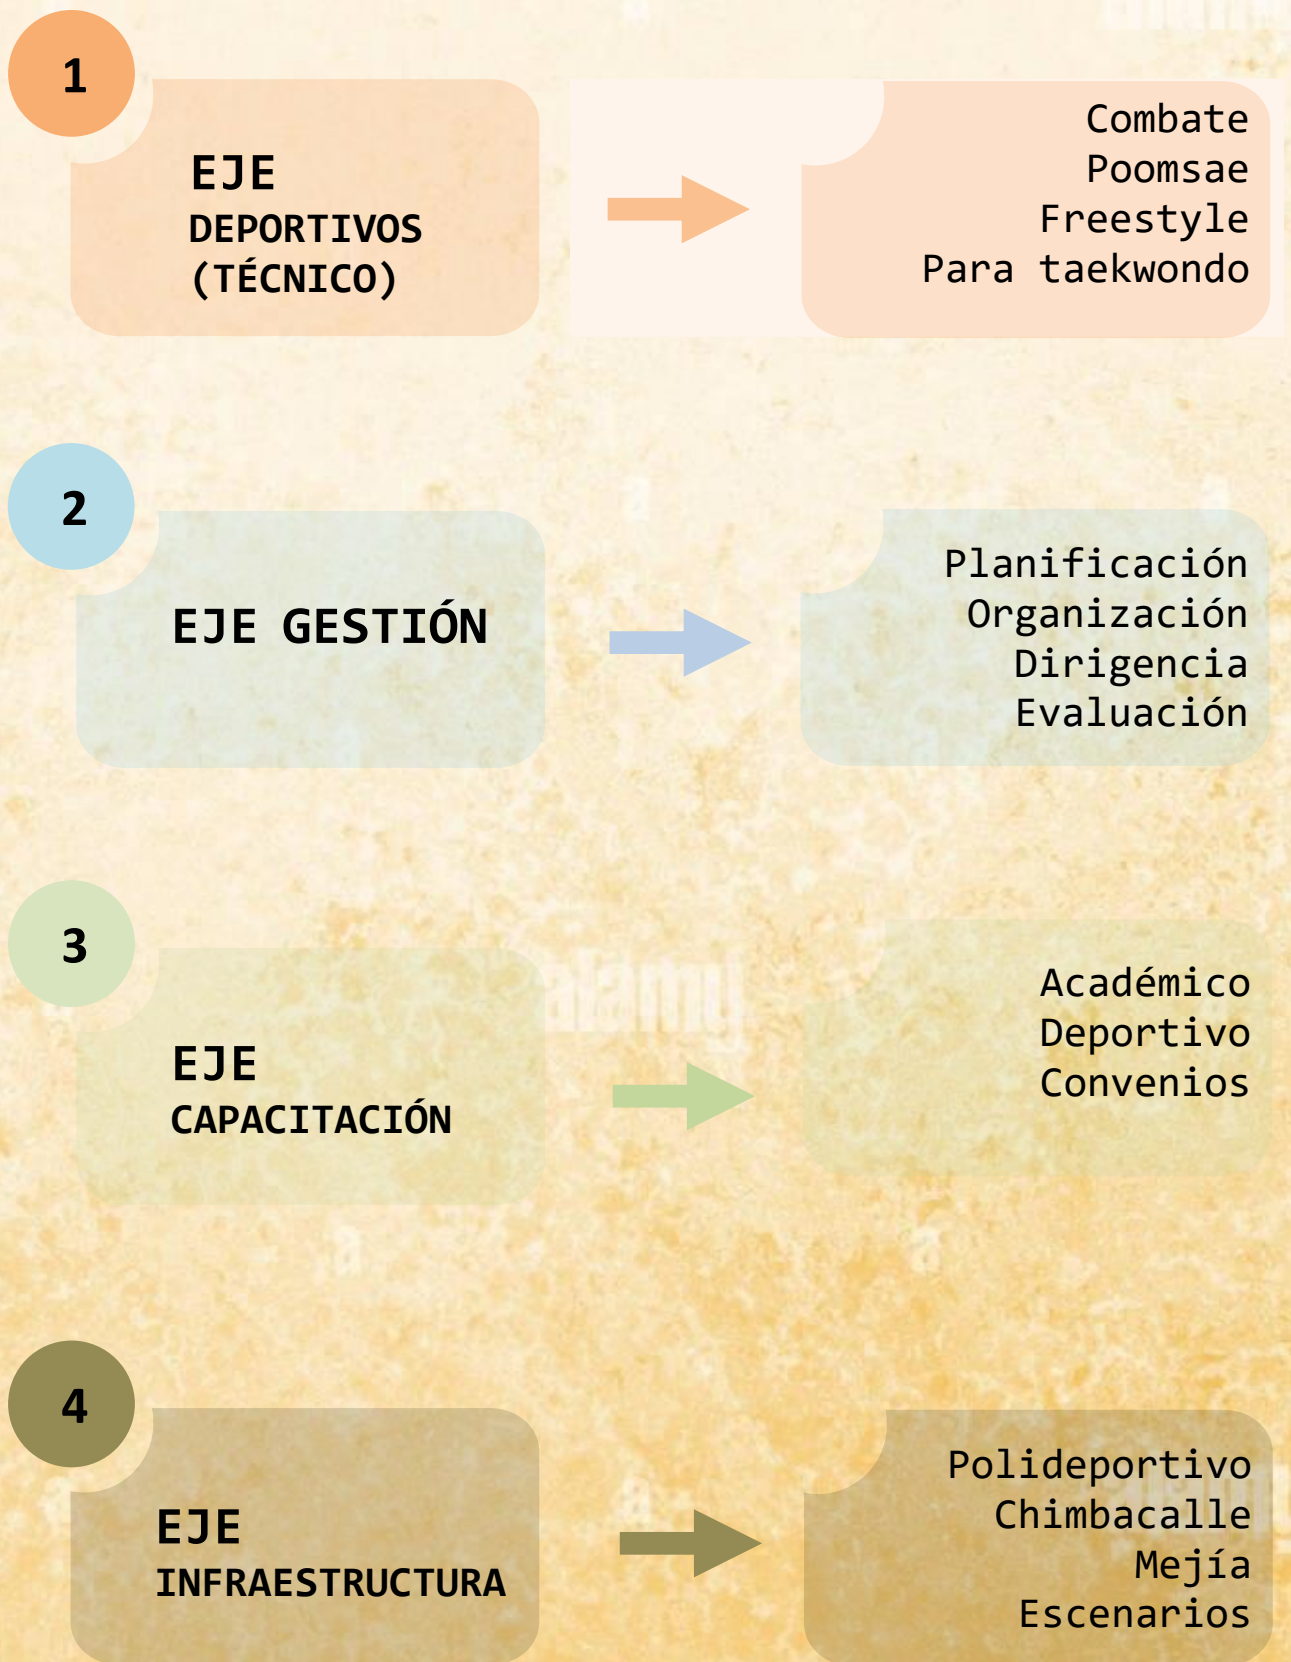 1
EJE
DEPORTIVOS
(TÉCNICO)
Combate
Poomsae
Freestyle
Para taekwondo
2
EJE GESTIÓN
Planificación
Organización
Dirigencia
Evaluación
3
EJE
CAPACITACIÓN
Académico
Deportivo
Convenios
alamy
4
EJE
INFRAESTRUCTURA
Polideportivo
Chimbacalle
Mejía
Escenarios